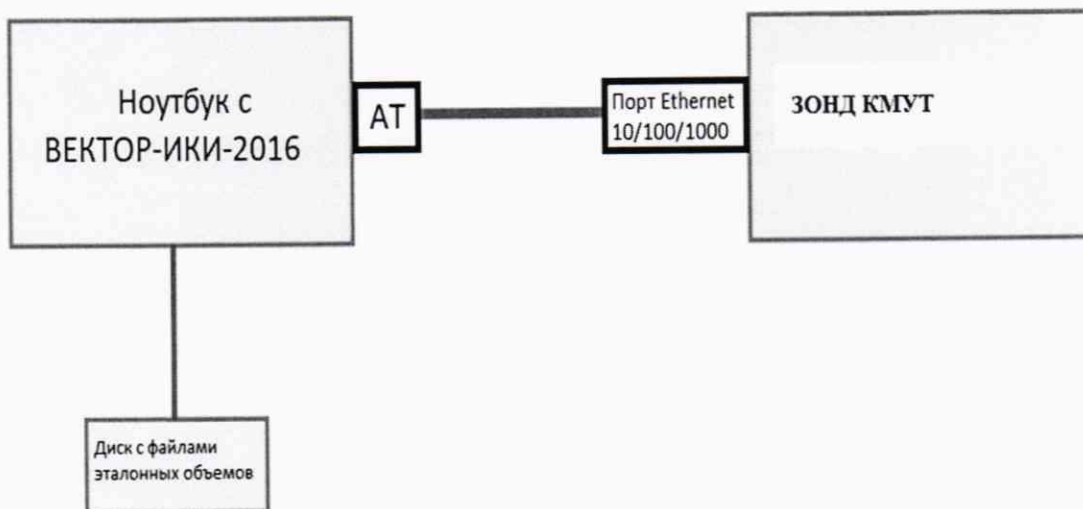 Ноутбук с
ВЕКТОР-ИКИ-2016
АТ
Порт Ethernet
10/100/1000
ЗОНД КМУТ
Диск с файлами
эталонных объемов